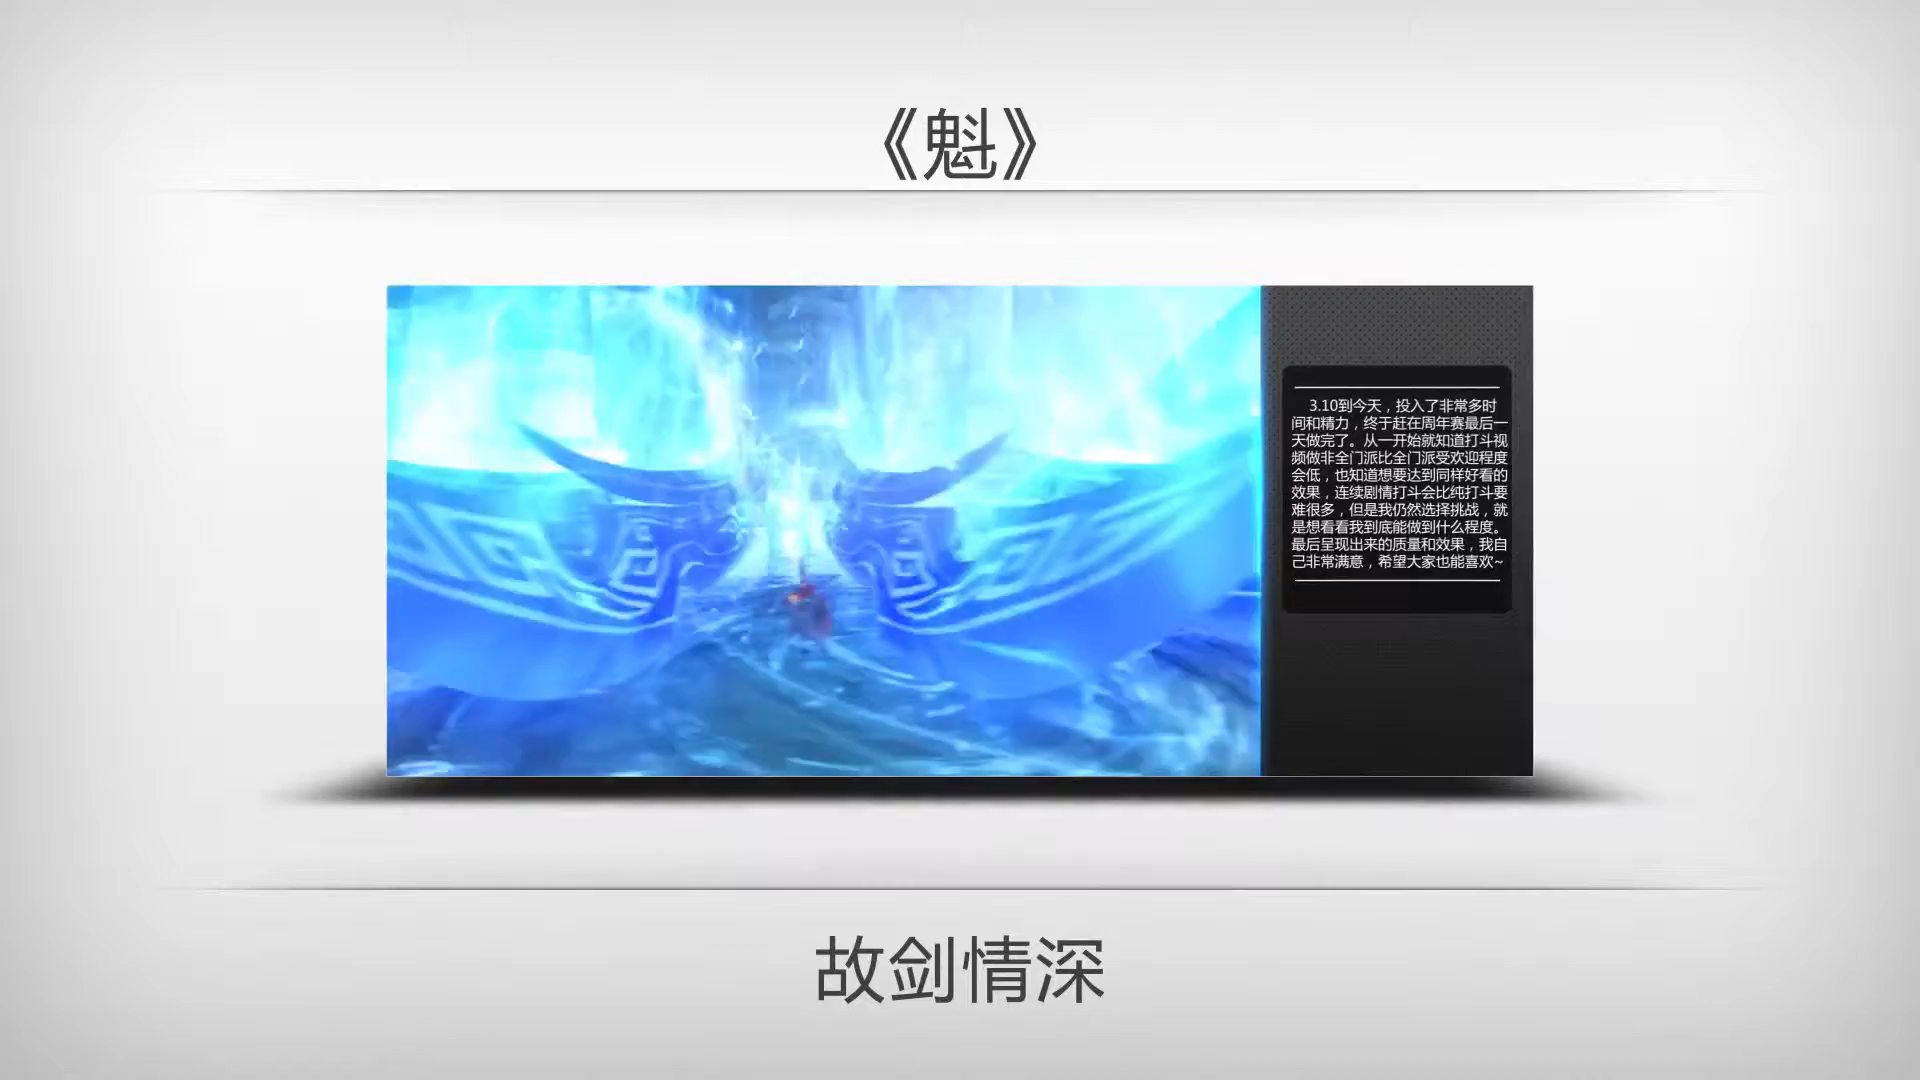 《魁》
3.10到今天，投入了非常多时
间和精力，终于赶在周年赛最后一
天做完了。从一开始就知道打斗视
频做非全门派比全门派受欢迎程度
会低，也知道想要达到同样好看的
效果，连续剧情打斗会比纯打斗要
难很多，但是我仍然选择挑战，就
是想看看我到底能做到什么程度。
最后呈现出来的质量和效果，我自
己非常满意，希望大家也能喜欢~
故剑情深